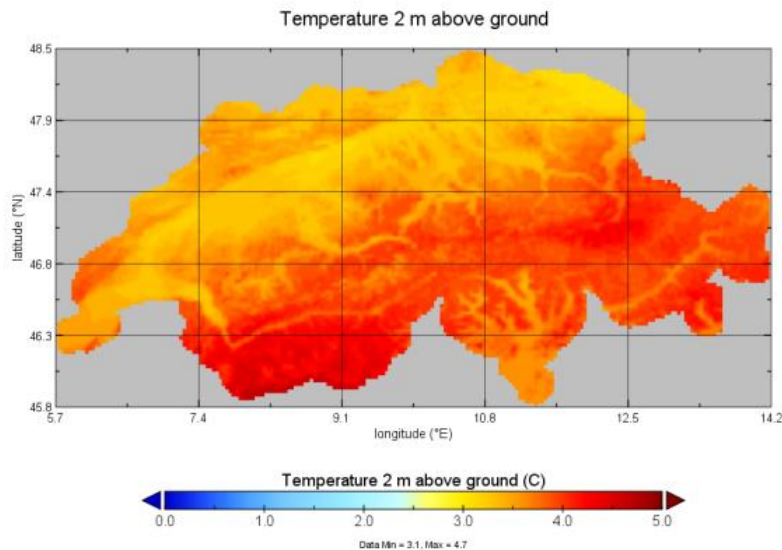 Temperature 2 m above ground
48.5
47.9
47.4
46.8
46.3
45.8
latitude (°N)
5.7 7.4 9.1 10.8 12.5 14.2
longitude (°E)
Temperature 2 m above ground (C)
0.0 1.0 2.0 3.0 4.0 5.0
Data Min = 3.1, Max = 4.7